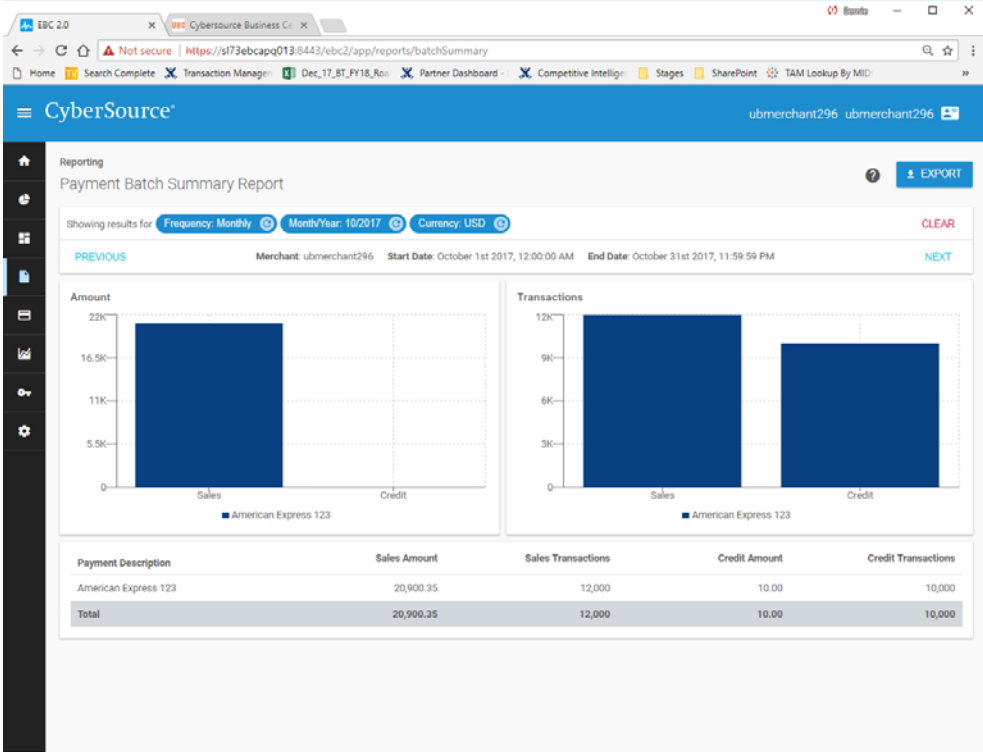 EBC 2.0
UBC Cybersource Business Ce
Not secure https://sl73ebcapq013:8443/ebc2/app/reports/batchSummary
Home Search Complete Transaction Manager Dec_17_BT_FY18_Roa Partner Dashboard - Competitive Intellige Stages SharePoint TAM Lookup By MID »
CyberSource
ubmerchant296 ubmerchant296
Reporting
Payment Batch Summary Report
? EXPORT
Showing results for Frequency: Monthly Month/Year: 10/2017 Currency: USD CLEAR
PREVIOUS Merchant: ubmerchant296 Start Date: October 1st 2017, 12:00:00 AM End Date: October 31st 2017, 11:59:59 PM NEXT
Amount
22K
16.5K
11K
5.5K
0
Sales Credit
American Express 123
Transactions
12K
9K
6K
3K
0
Sales Credit
American Express 123
Payment Description Sales Amount Sales Transactions Credit Amount Credit Transactions
American Express 123 20,900.35 12,000 10.00 10,000
Total 20,900.35 12,000 10.00 10,000